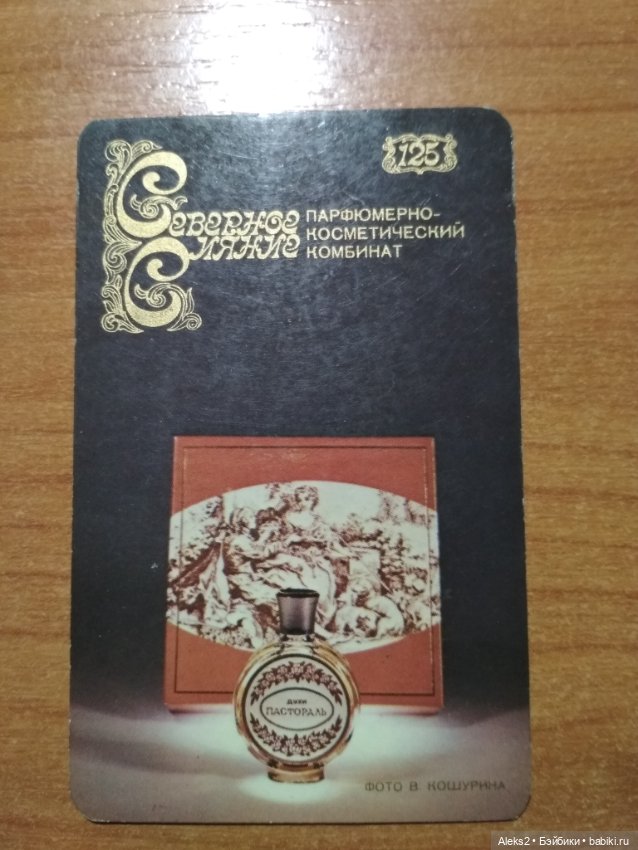 125
Северное
Сияние
ПАРФЮМЕРНО-
КОСМЕТИЧЕСКИЙ
КОМБИНАТ
ДУХИ
ПАСТОРАЛЬ
ФОТО В. КОШУРИНА
Aleks2 • Бэйбики • babiki.ru